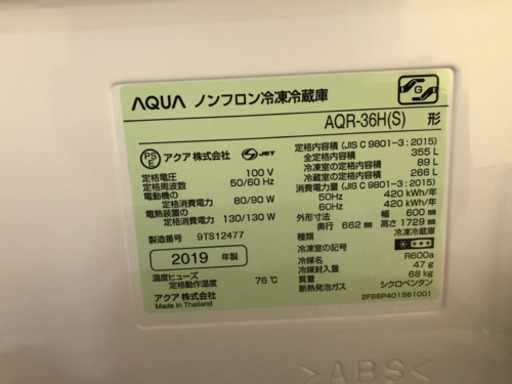 AQUA ノンフロン冷凍冷蔵庫
G
AQR-36H(S) 形
PS E アクア株式会社 S JET
定格電圧 100 V
定格周波数 50/60 Hz
電動機の
定格消費電力 80/90 W
電熱装置の
定格消費電力 130/130 W
製造番号 9TS12477
2019 年製
温度ヒューズ
定格動作温度 76℃
アクア株式会社
Made in Thailand
定格内容積 (JIS C 9801-3 : 2015)
全定格内容積 355 L
冷凍室の定格内容積 89 L
冷蔵室の定格内容積 266 L
消費電力量 (JIS C 9801-3 : 2015)
50Hz 420 kWh/年
60Hz 420 kWh/年
外形寸法 : 幅 600 mm
奥行 662 mm 高さ 1729 mm
種類 冷凍冷蔵庫
冷凍室の記号
冷媒名 R600a
冷媒封入量 47 g
質量 68 kg
断熱発泡ガス シクロペンタン
2FB6P401561001
>ABS<